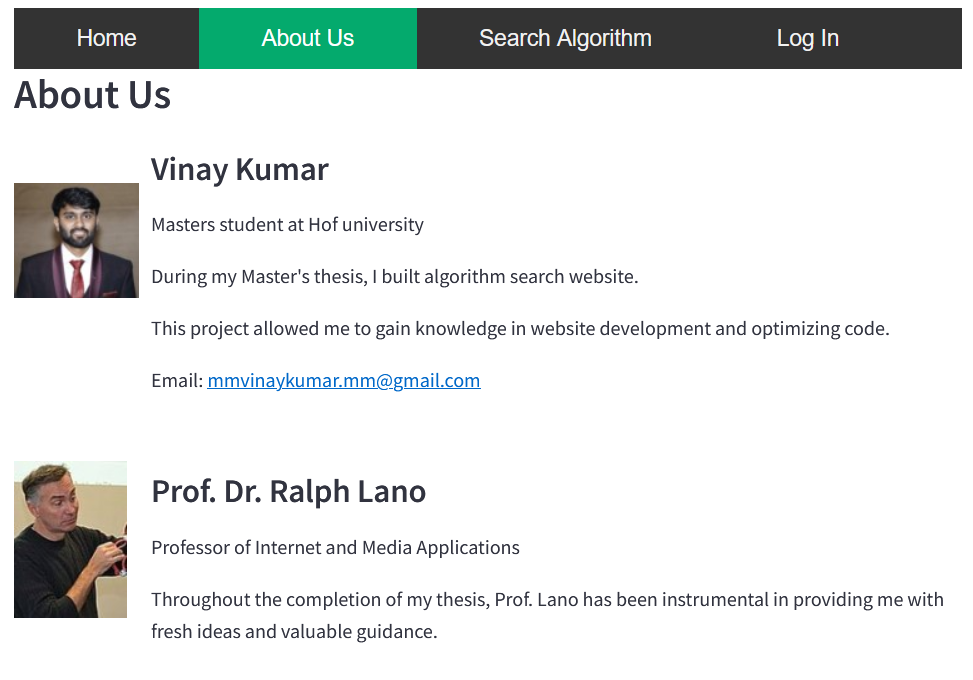 Home About Us Search Algorithm Log In
About Us
Vinay Kumar
Masters student at Hof university
During my Master's thesis, I built algorithm search website.
This project allowed me to gain knowledge in website development and optimizing code.
Email: mmvinaykumar.mm@gmail.com
Prof. Dr. Ralph Lano
Professor of Internet and Media Applications
Throughout the completion of my thesis, Prof. Lano has been instrumental in providing me with
fresh ideas and valuable guidance.